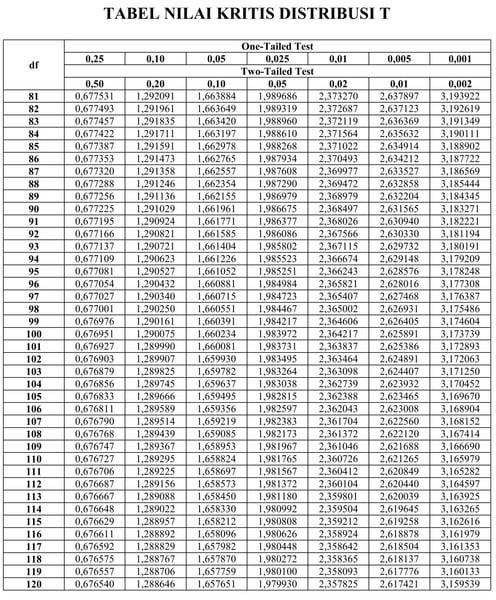 TABEL NILAI KRITIS DISTRIBUSI T
df One-Tailed Test
0,25 0,10 0,05 0,025 0,01 0,005 0,001
Two-Tailed Test
0,50 0,20 0,10 0,05 0,02 0,01 0,002
81 0,677531 1,292091 1,663884 1,989686 2,373270 2,637897 3,193922
82 0,677493 1,291961 1,663649 1,989319 2,372687 2,637123 3,192619
83 0,677457 1,291835 1,663420 1,988960 2,372119 2,636369 3,191349
84 0,677422 1,291711 1,663197 1,988610 2,371564 2,635632 3,190111
85 0,677387 1,291591 1,662978 1,988268 2,371022 2,634914 3,188902
86 0,677353 1,291473 1,662765 1,987934 2,370493 2,634212 3,187722
87 0,677320 1,291358 1,662557 1,987608 2,369977 2,633527 3,186569
88 0,677288 1,291246 1,662354 1,987290 2,369472 2,632858 3,185444
89 0,677256 1,291136 1,662155 1,986979 2,368979 2,632204 3,184345
90 0,677225 1,291029 1,661961 1,986675 2,368497 2,631565 3,183271
91 0,677195 1,290924 1,661771 1,986377 2,368026 2,630940 3,182221
92 0,677166 1,290821 1,661585 1,986086 2,367566 2,630330 3,181194
93 0,677137 1,290721 1,661404 1,985802 2,367115 2,629732 3,180191
94 0,677109 1,290623 1,661226 1,985523 2,366674 2,629148 3,179209
95 0,677081 1,290527 1,661052 1,985251 2,366243 2,628576 3,178248
96 0,677054 1,290432 1,660881 1,984984 2,365821 2,628016 3,177308
97 0,677027 1,290340 1,660715 1,984723 2,365407 2,627468 3,176387
98 0,677001 1,290250 1,660551 1,984467 2,365002 2,626931 3,175486
99 0,676976 1,290161 1,660391 1,984217 2,364606 2,626405 3,174604
100 0,676951 1,290075 1,660234 1,983972 2,364217 2,625891 3,173739
101 0,676927 1,289990 1,660081 1,983731 2,363837 2,625386 3,172893
102 0,676903 1,289907 1,659930 1,983495 2,363464 2,624891 3,172063
103 0,676879 1,289825 1,659782 1,983264 2,363098 2,624407 3,171250
104 0,676856 1,289745 1,659637 1,983038 2,362739 2,623932 3,170452
105 0,676833 1,289666 1,659495 1,982815 2,362388 2,623465 3,169670
106 0,676811 1,289589 1,659356 1,982597 2,362043 2,623008 3,168904
107 0,676790 1,289514 1,659219 1,982383 2,361704 2,622560 3,168152
108 0,676768 1,289439 1,659085 1,982173 2,361372 2,622120 3,167414
109 0,676747 1,289367 1,658953 1,981967 2,361046 2,621688 3,166690
110 0,676727 1,289295 1,658824 1,981765 2,360726 2,621265 3,165979
111 0,676706 1,289225 1,658697 1,981567 2,360412 2,620849 3,165282
112 0,676687 1,289156 1,658573 1,981372 2,360104 2,620440 3,164597
113 0,676667 1,289088 1,658450 1,981180 2,359801 2,620039 3,163925
114 0,676648 1,289022 1,658330 1,980992 2,359504 2,619645 3,163265
115 0,676629 1,288957 1,658212 1,980808 2,359212 2,619258 3,162616
116 0,676611 1,288892 1,658096 1,980626 2,358924 2,618878 3,161979
117 0,676592 1,288829 1,657982 1,980448 2,358642 2,618504 3,161353
118 0,676575 1,288767 1,657870 1,980272 2,358365 2,618137 3,160738
119 0,676557 1,288706 1,657759 1,980100 2,358093 2,617776 3,160133
120 0,676540 1,288646 1,657651 1,979930 2,357825 2,617421 3,159539